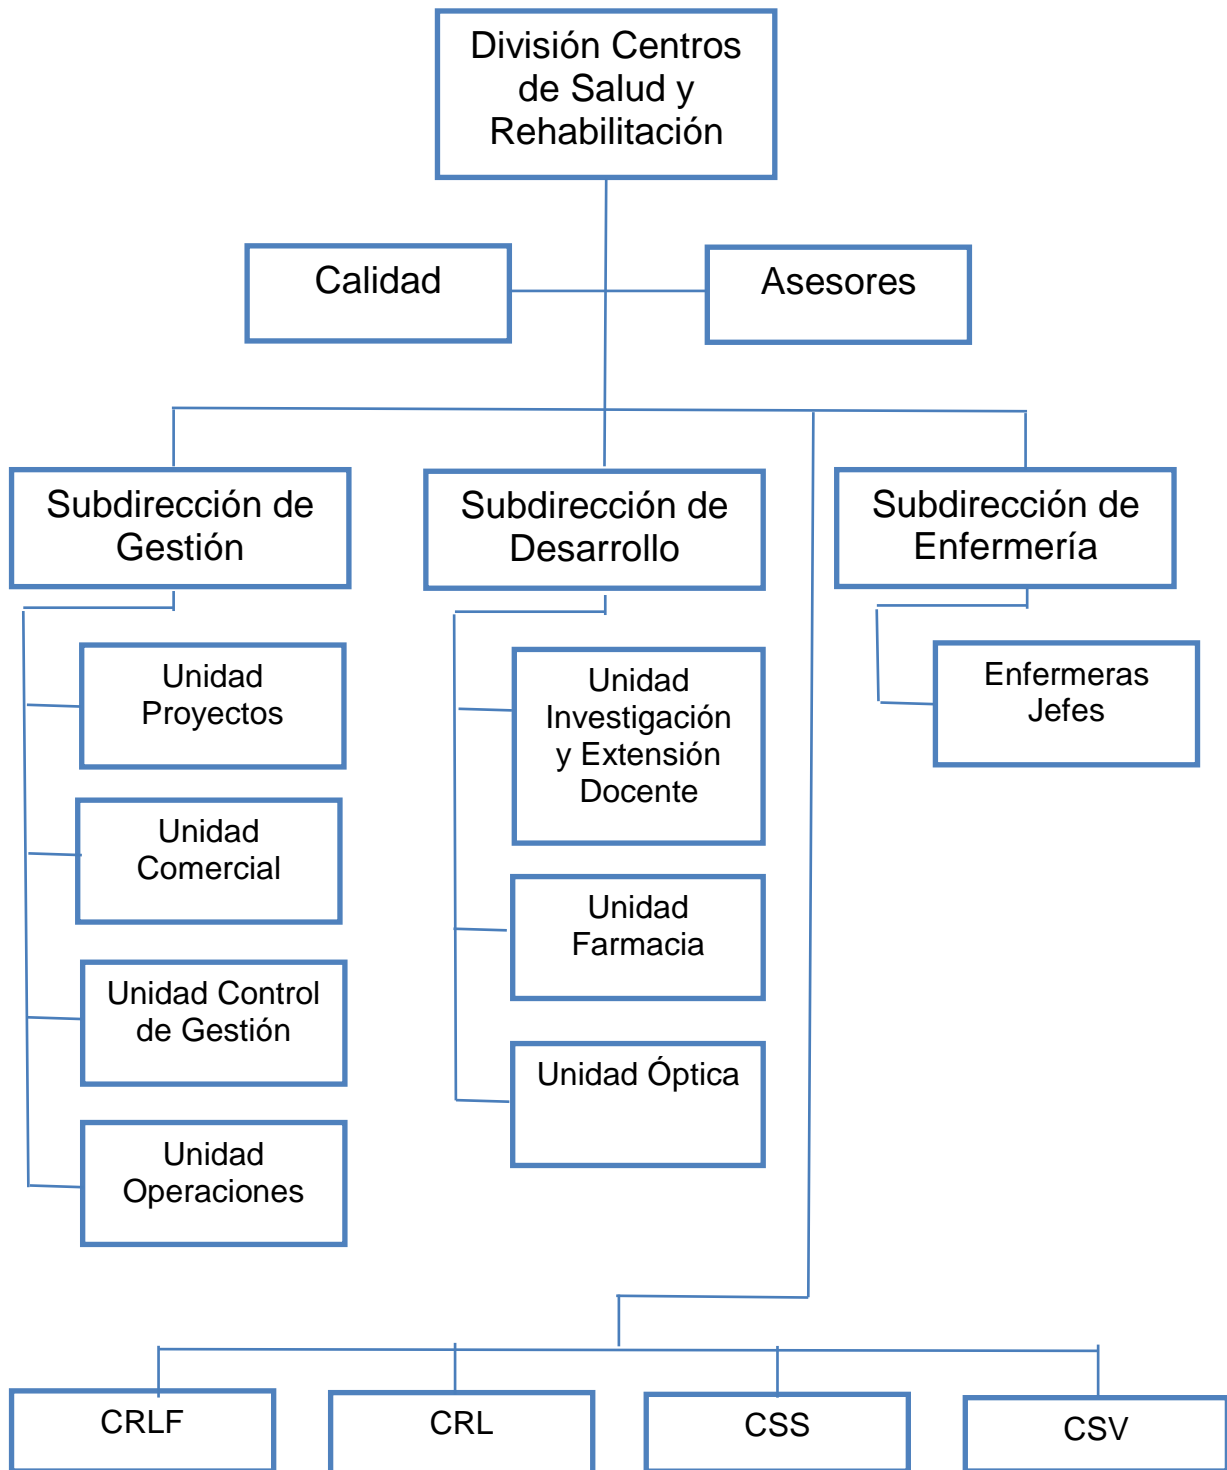 División Centros
de Salud y
Rehabilitación
Calidad
Asesores
Subdirección de
Gestión
Subdirección de
Desarrollo
Subdirección de
Enfermería
Unidad
Proyectos
Unidad
Comercial
Unidad Control
de Gestión
Unidad
Operaciones
Unidad
Investigación
y Extensión
Docente
Unidad
Farmacia
Unidad Óptica
Enfermeras
Jefes
CRLF
CRL
CSS
CSV